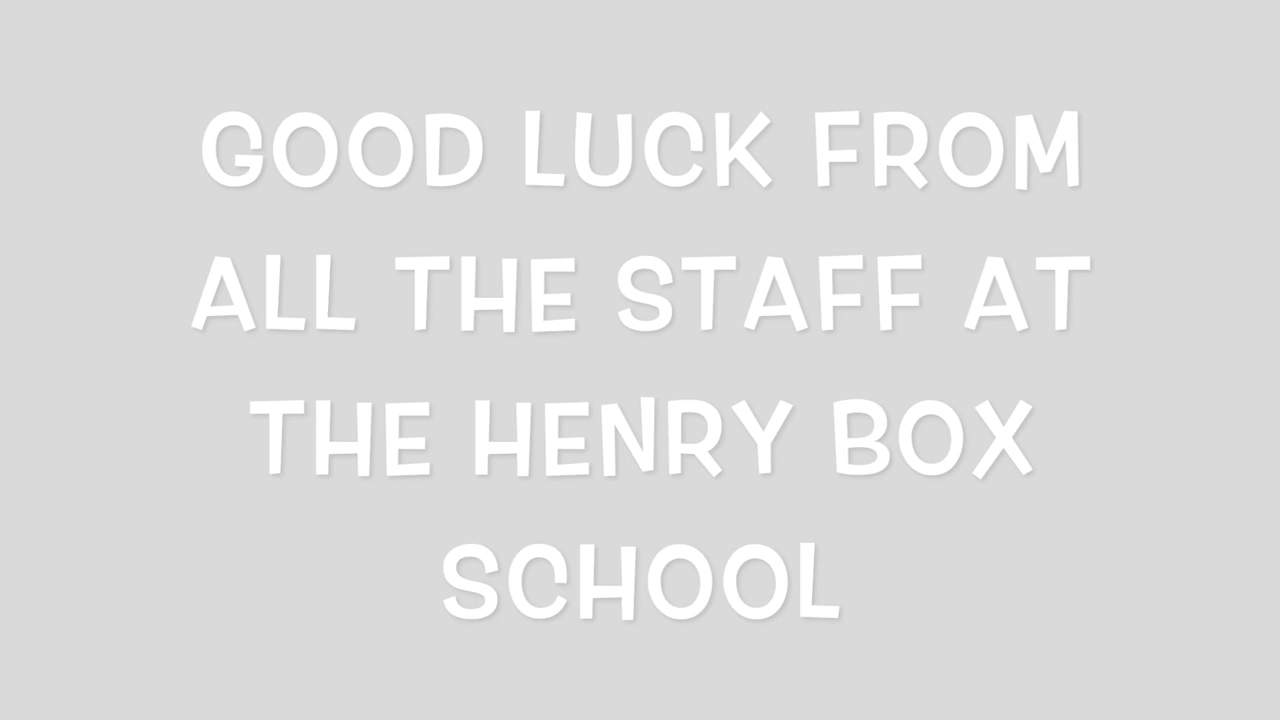 GOOD LUCK FROM
ALL THE STAFF AT
THE HENRY BOX
SCHOOL